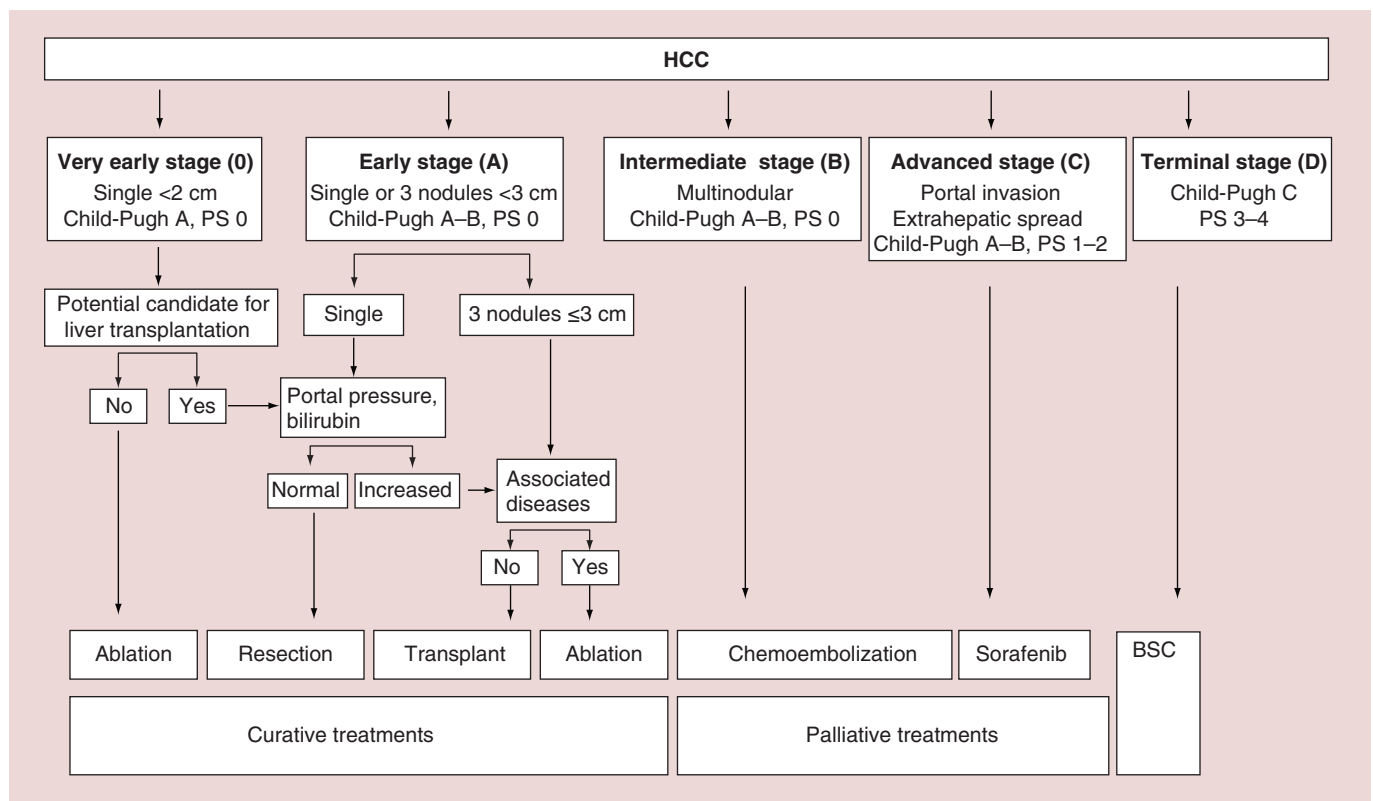 HCC
Very early stage (0)
Single <2 cm
Child-Pugh A, PS 0
Early stage (A)
Single or 3 nodules <3 cm
Child-Pugh A–B, PS 0
Intermediate stage (B)
Multinodular
Child-Pugh A–B, PS 0
Advanced stage (C)
Portal invasion
Extrahepatic spread
Child-Pugh A–B, PS 1–2
Terminal stage (D)
Child-Pugh C
PS 3–4
Potential candidate for
liver transplantation
Single
3 nodules ≤3 cm
No
Yes
Portal pressure,
bilirubin
Normal
Increased
Associated
diseases
No
Yes
Ablation
Resection
Transplant
Ablation
Chemoembolization
Sorafenib
BSC
Curative treatments
Palliative treatments